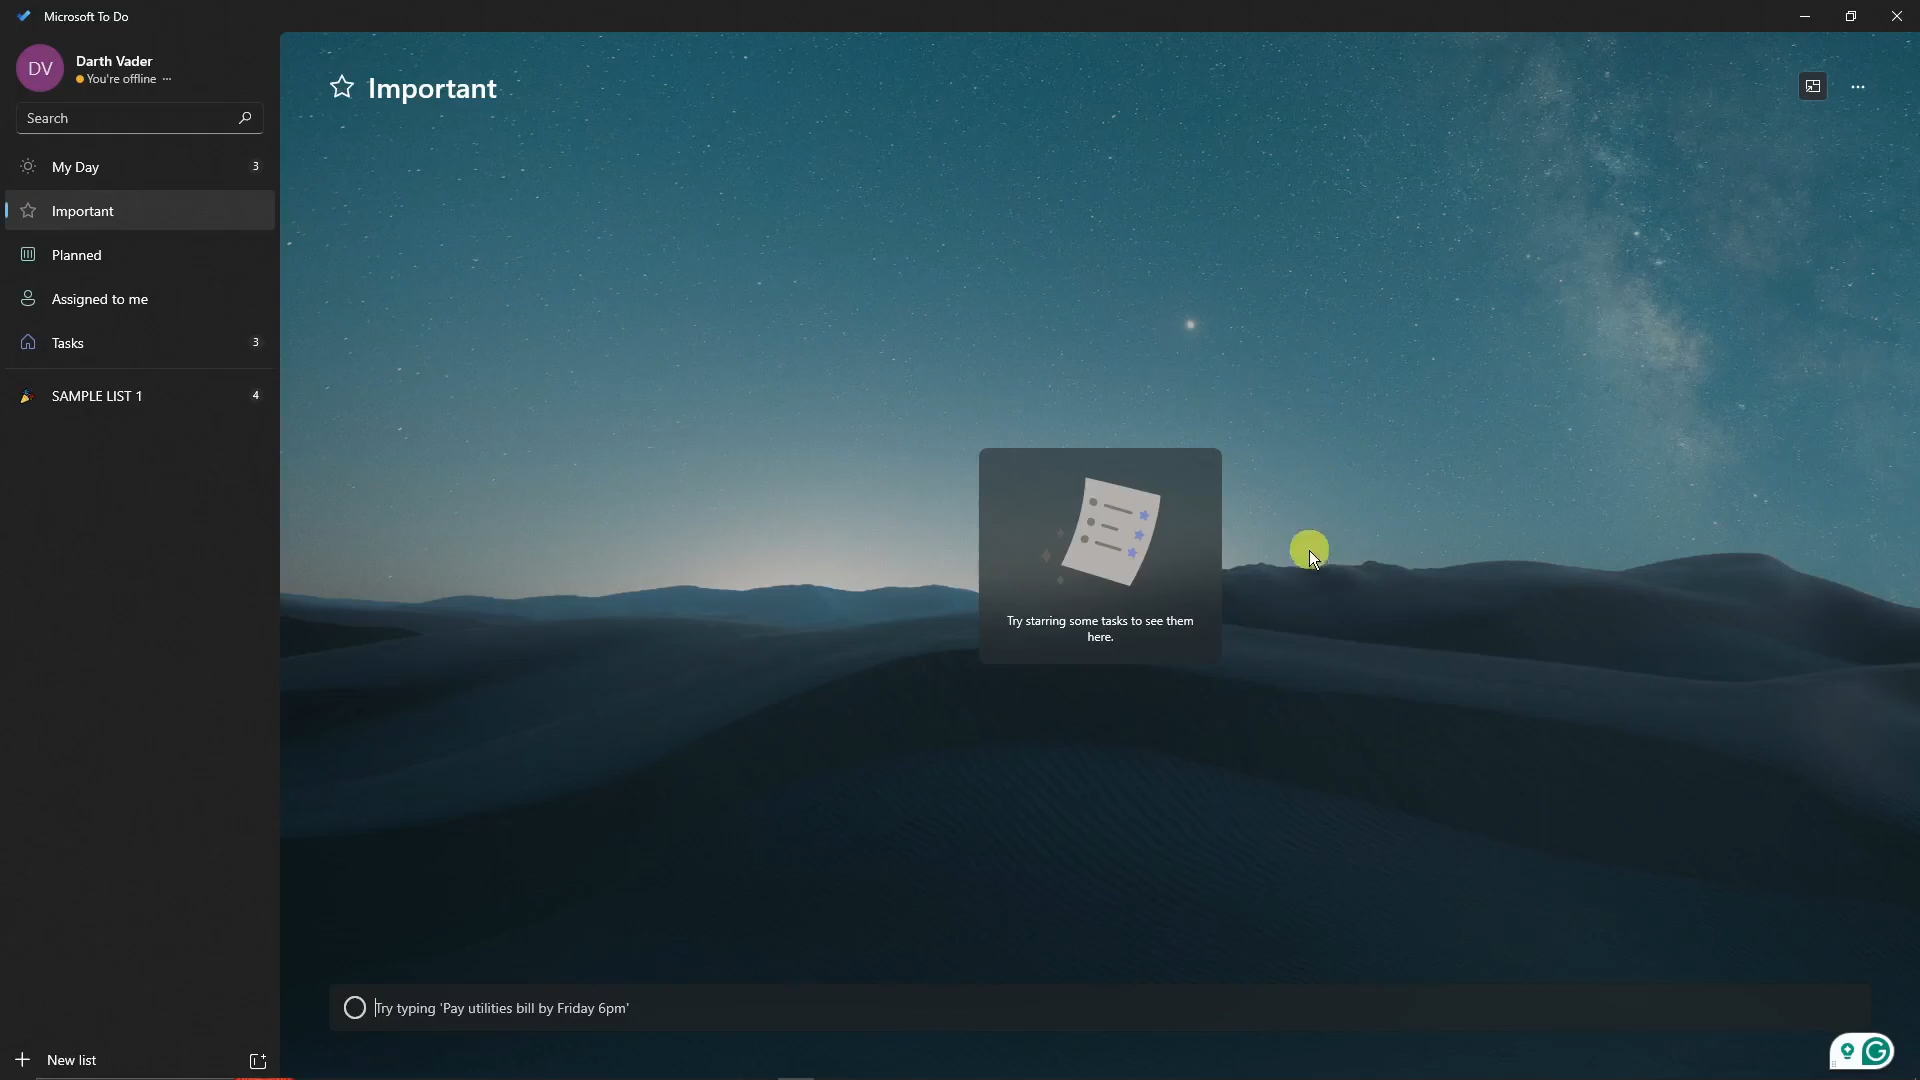 Microsoft To Do
DV
Darth Vader
You're offline
Search
My Day 3
Important
Planned
Assigned to me
Tasks 3
SAMPLE LIST 1 4
New list
Important
Try starring some tasks to see them
here.
Try typing 'Pay utilities bill by Friday 6pm'